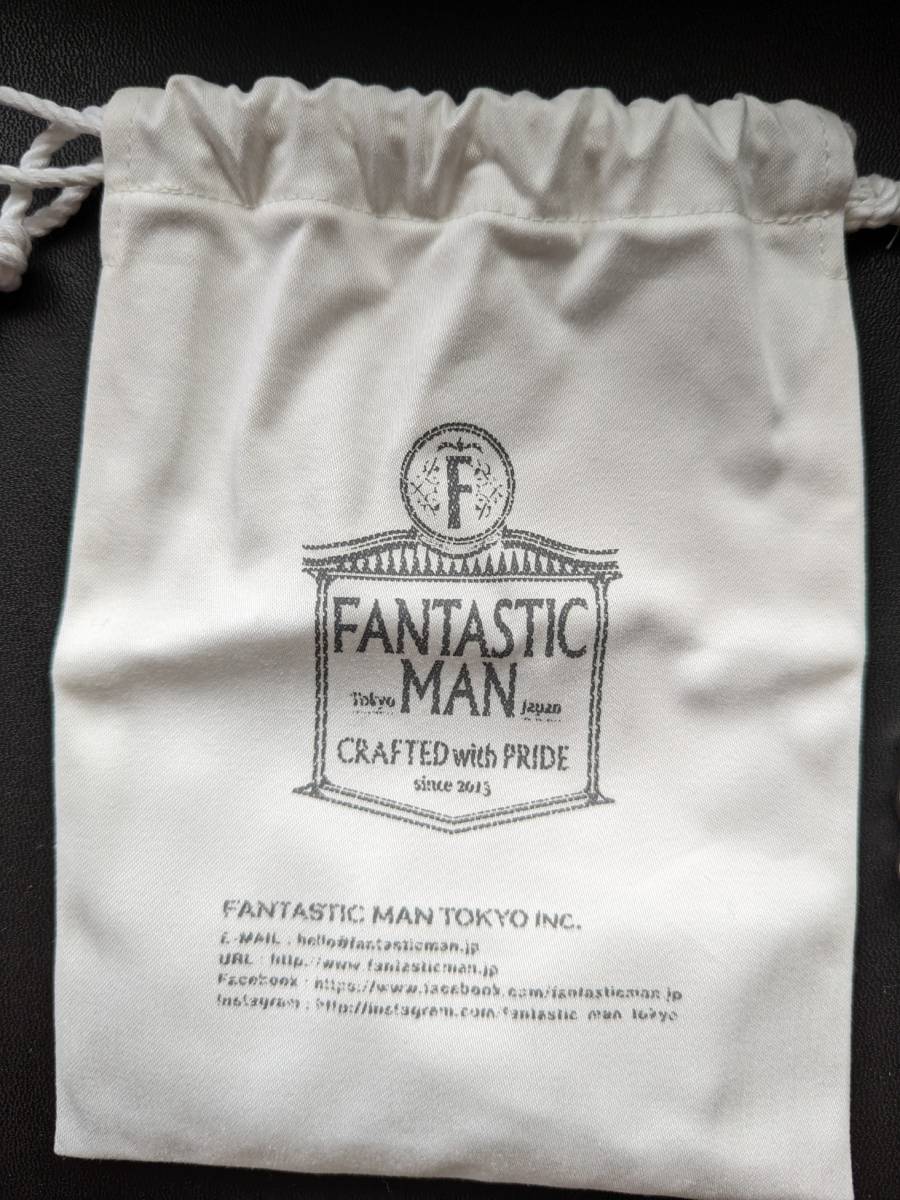 F
FANTASTIC
Tokyo MAN Japan
CRAFTED with PRIDE
since 2013
FANTASTIC MAN TOKYO INC.
E-MAIL : hello@fantasticman.jp
URL : http://www.fantasticman.jp
Facebook : https://www.facebook.com/fantasticman.jp
Instagram : http://instagram.com/fantastic_man_tokyo